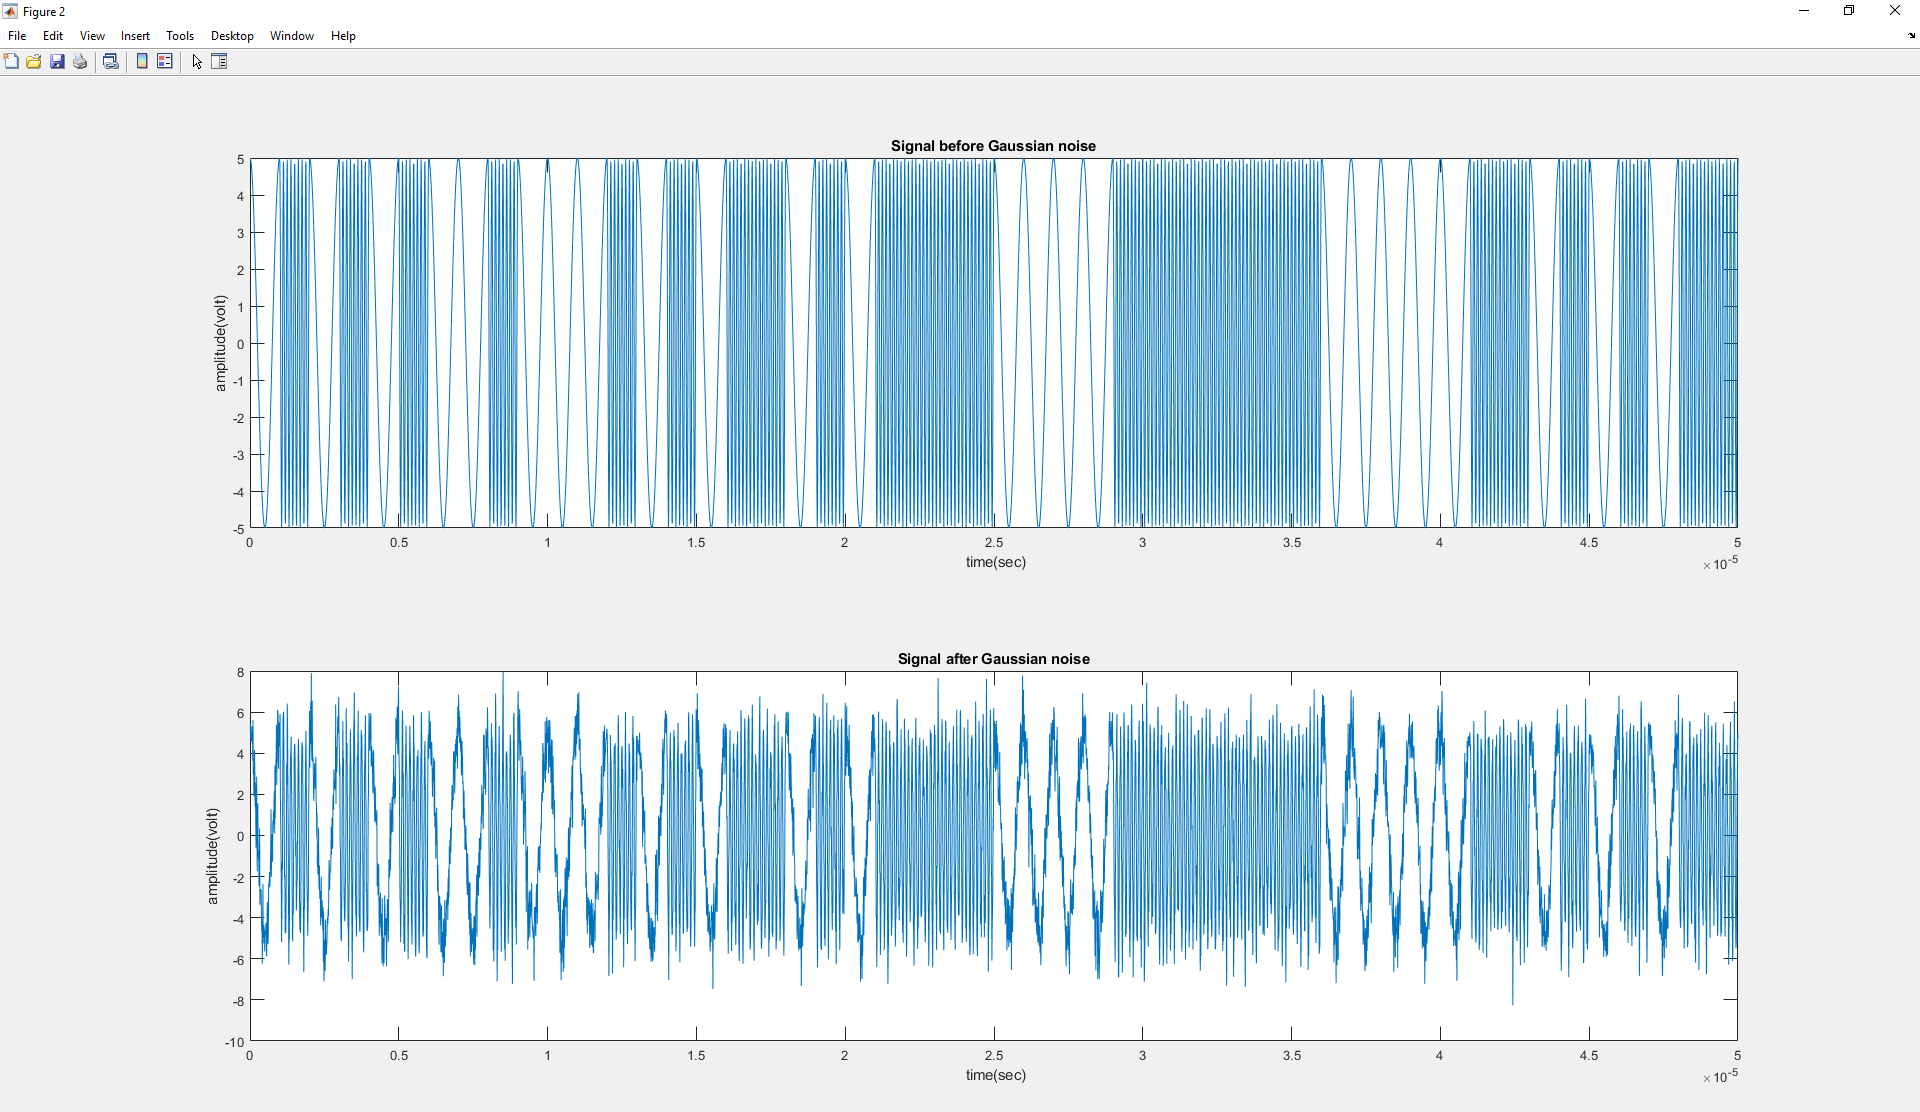 Figure 2
File Edit View Insert Tools Desktop Window Help
Signal before Gaussian noise
5
4
3
2
1
0
-1
-2
-3
-4
-5
amplitude(volt)
0 0.5 1 1.5 2 2.5 3 3.5 4 4.5 5
time(sec)
×10-5
Signal after Gaussian noise
8
6
4
2
0
-2
-4
-6
-8
-10
amplitude(volt)
0 0.5 1 1.5 2 2.5 3 3.5 4 4.5 5
time(sec)
×10-5